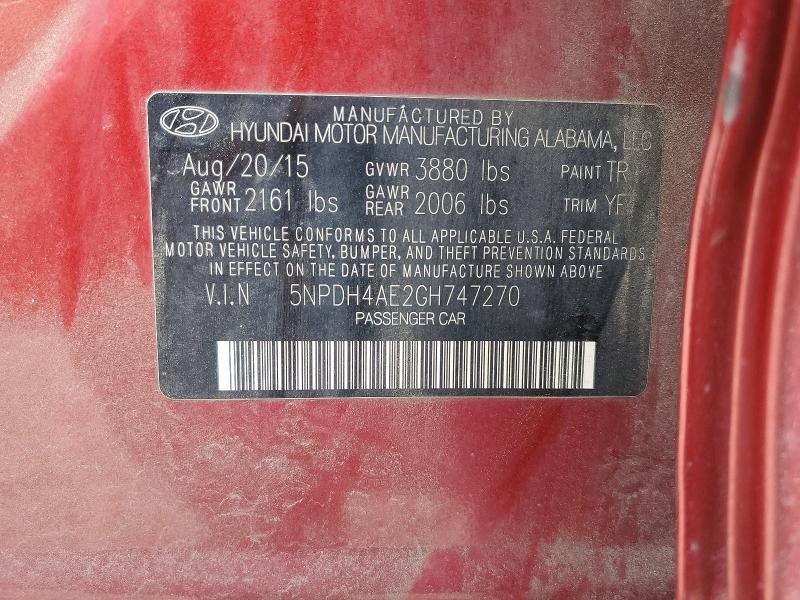 MANUFACTURED BY
HYUNDAI MOTOR MANUFACTURING ALABAMA, LLC
Aug/20/15 GVWR 3880 lbs PAINT TR
GAWR FRONT 2161 lbs GAWR REAR 2006 lbs TRIM YF
THIS VEHICLE CONFORMS TO ALL APPLICABLE U.S.A. FEDERAL
MOTOR VEHICLE SAFETY, BUMPER, AND THEFT PREVENTION STANDARDS
IN EFFECT ON THE DATE OF MANUFACTURE SHOWN ABOVE
V.I.N 5NPDH4AE2GH747270
PASSENGER CAR